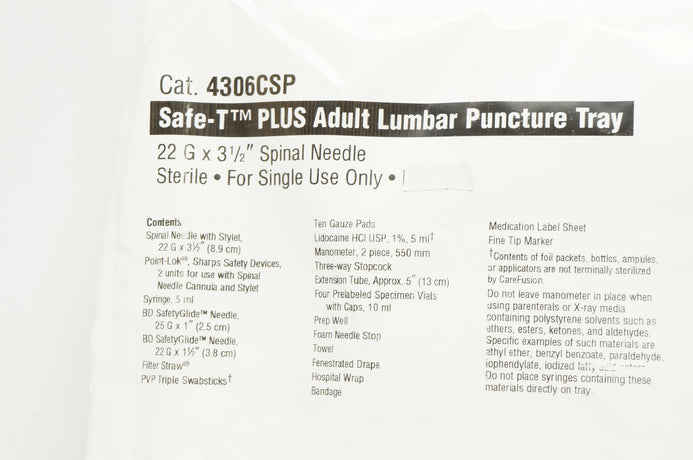 Cat. 4306CSP
Safe-T™ PLUS Adult Lumbar Puncture Tray
22 G x 3½" Spinal Needle
Sterile • For Single Use Only •
Contents
Spinal Needle with Stylet,
22 G x 3½" (8.9 cm)
Point-Lok®, Sharps Safety Devices,
2 units for use with Spinal
Needle Cannula and Stylet
Syringe, 5 ml
BD SafetyGlide™ Needle,
25 G x 1" (2.5 cm)
BD SafetyGlide™ Needle,
22 G x 1½" (3.8 cm)
Filter Straw®
PVP Triple Swabsticks†
Ten Gauze Pads
Lidocaine HCl USP, 1%, 5 ml†
Manometer, 2 piece, 550 mm
Three-way Stopcock
Extension Tube, Approx. 5" (13 cm)
Four Prelabeled Specimen Vials
with Caps, 10 ml
Prep Well
Foam Needle Stop
Towel
Fenestrated Drape
Hospital Wrap
Bandage
Medication Label Sheet
Fine Tip Marker
†Contents of foil packets, bottles, ampules,
or applicators are not terminally sterilized
by CareFusion.
Do not leave manometer in place when
using parenterals or X-ray media
containing polystyrene solvents such as
ethers, esters, ketones, and aldehydes.
Specific examples of such materials are
ethyl ether, benzyl benzoate, paraldehyde,
iophendylate, iodized fatty acid esters.
Do not place syringes containing these
materials directly on tray.